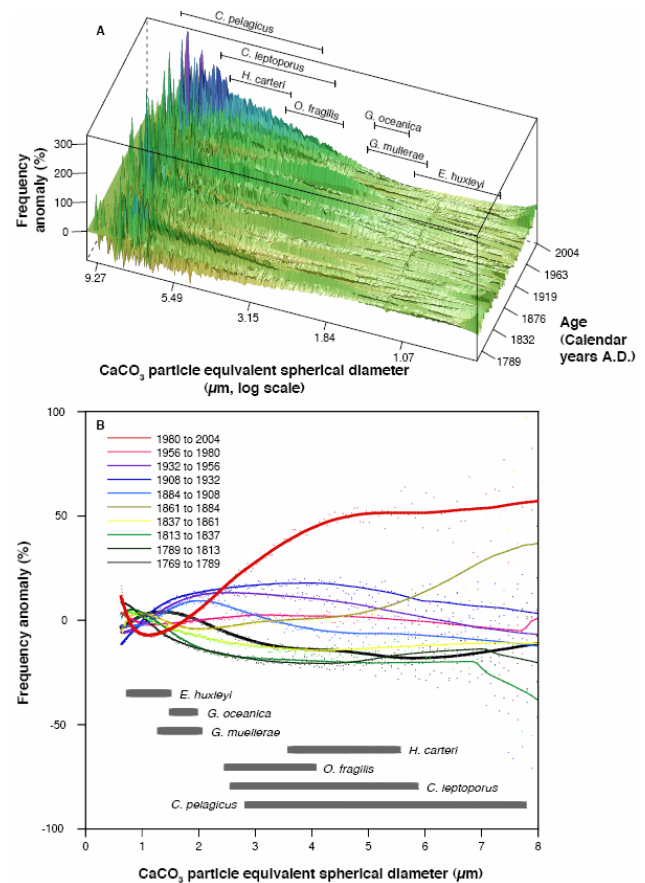 A
C. pelagicus
C. leptoporus
H. carteri
O. fragilis
G. oceanica
G. mullerae
E. huxleyi
Frequency
anomaly (%)
300
200
100
0
9.27
5.49
3.15
1.84
1.07
2004
1963
1919
1876
1832
1789
Age
(Calendar
years A.D.)
CaCO3 particle equivalent spherical diameter
(µm, log scale)
B
100
50
0
-50
-100
Frequency anomaly (%)
1980 to 2004
1956 to 1980
1932 to 1956
1908 to 1932
1884 to 1908
1861 to 1884
1837 to 1861
1813 to 1837
1789 to 1813
1769 to 1789
E. huxleyi
G. oceanica
G. muellerae
H. carteri
O. fragilis
C. leptoporus
C. pelagicus
0 1 2 3 4 5 6 7 8
CaCO3 particle equivalent spherical diameter (µm)